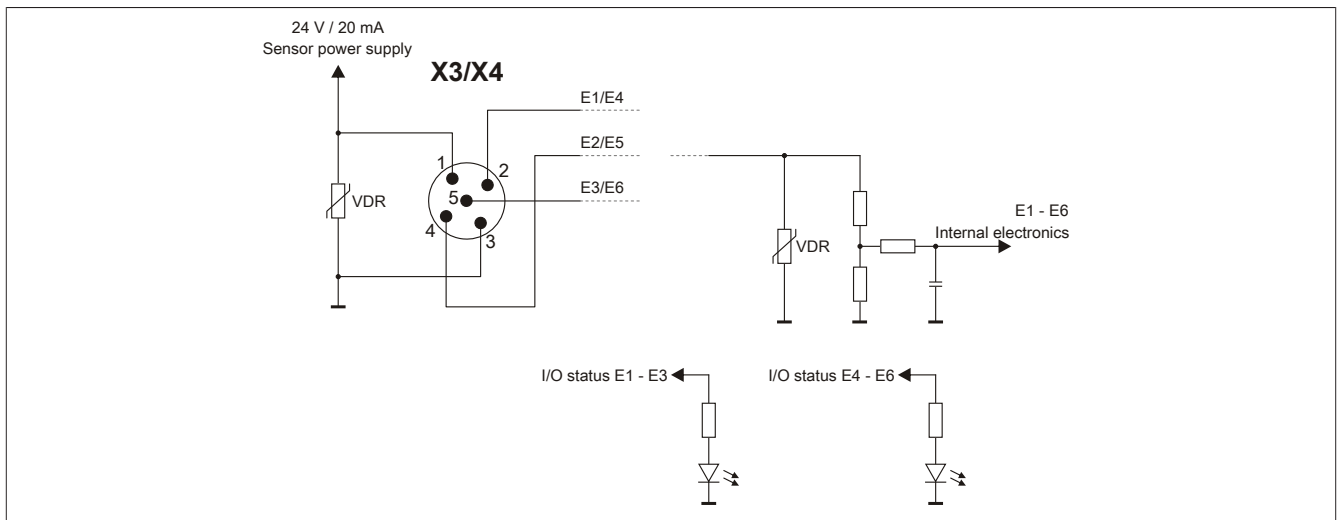 24 V / 20 mA
Sensor power supply
X3/X4
E1/E4
E2/E5
E3/E6
1
2
5
4
3
VDR
VDR
E1 - E6
Internal electronics
I/O status E1 - E3
I/O status E4 - E6